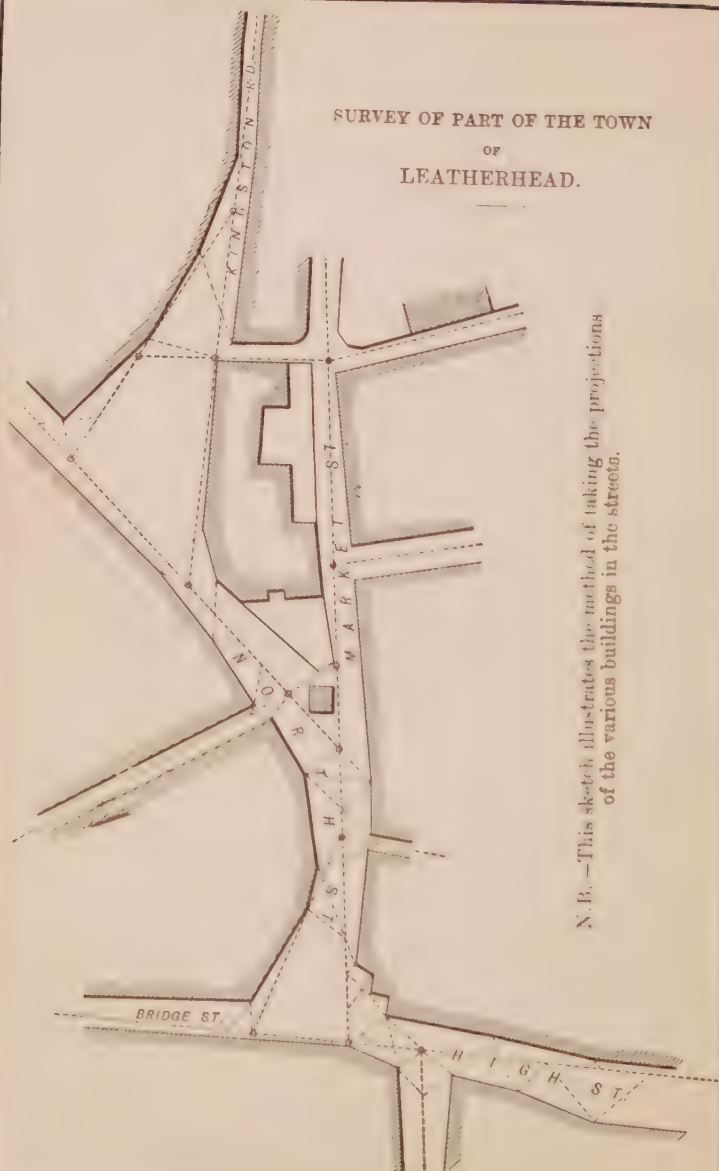 SURVEY OF PART OF THE TOWN
OF
LEATHERHEAD.
KINGSTON RD.
MARKET ST
NORTH ST
BRIDGE ST.
HIGH ST.
N.B.—This sketch illustrates the method of taking the projections
of the various buildings in the streets.